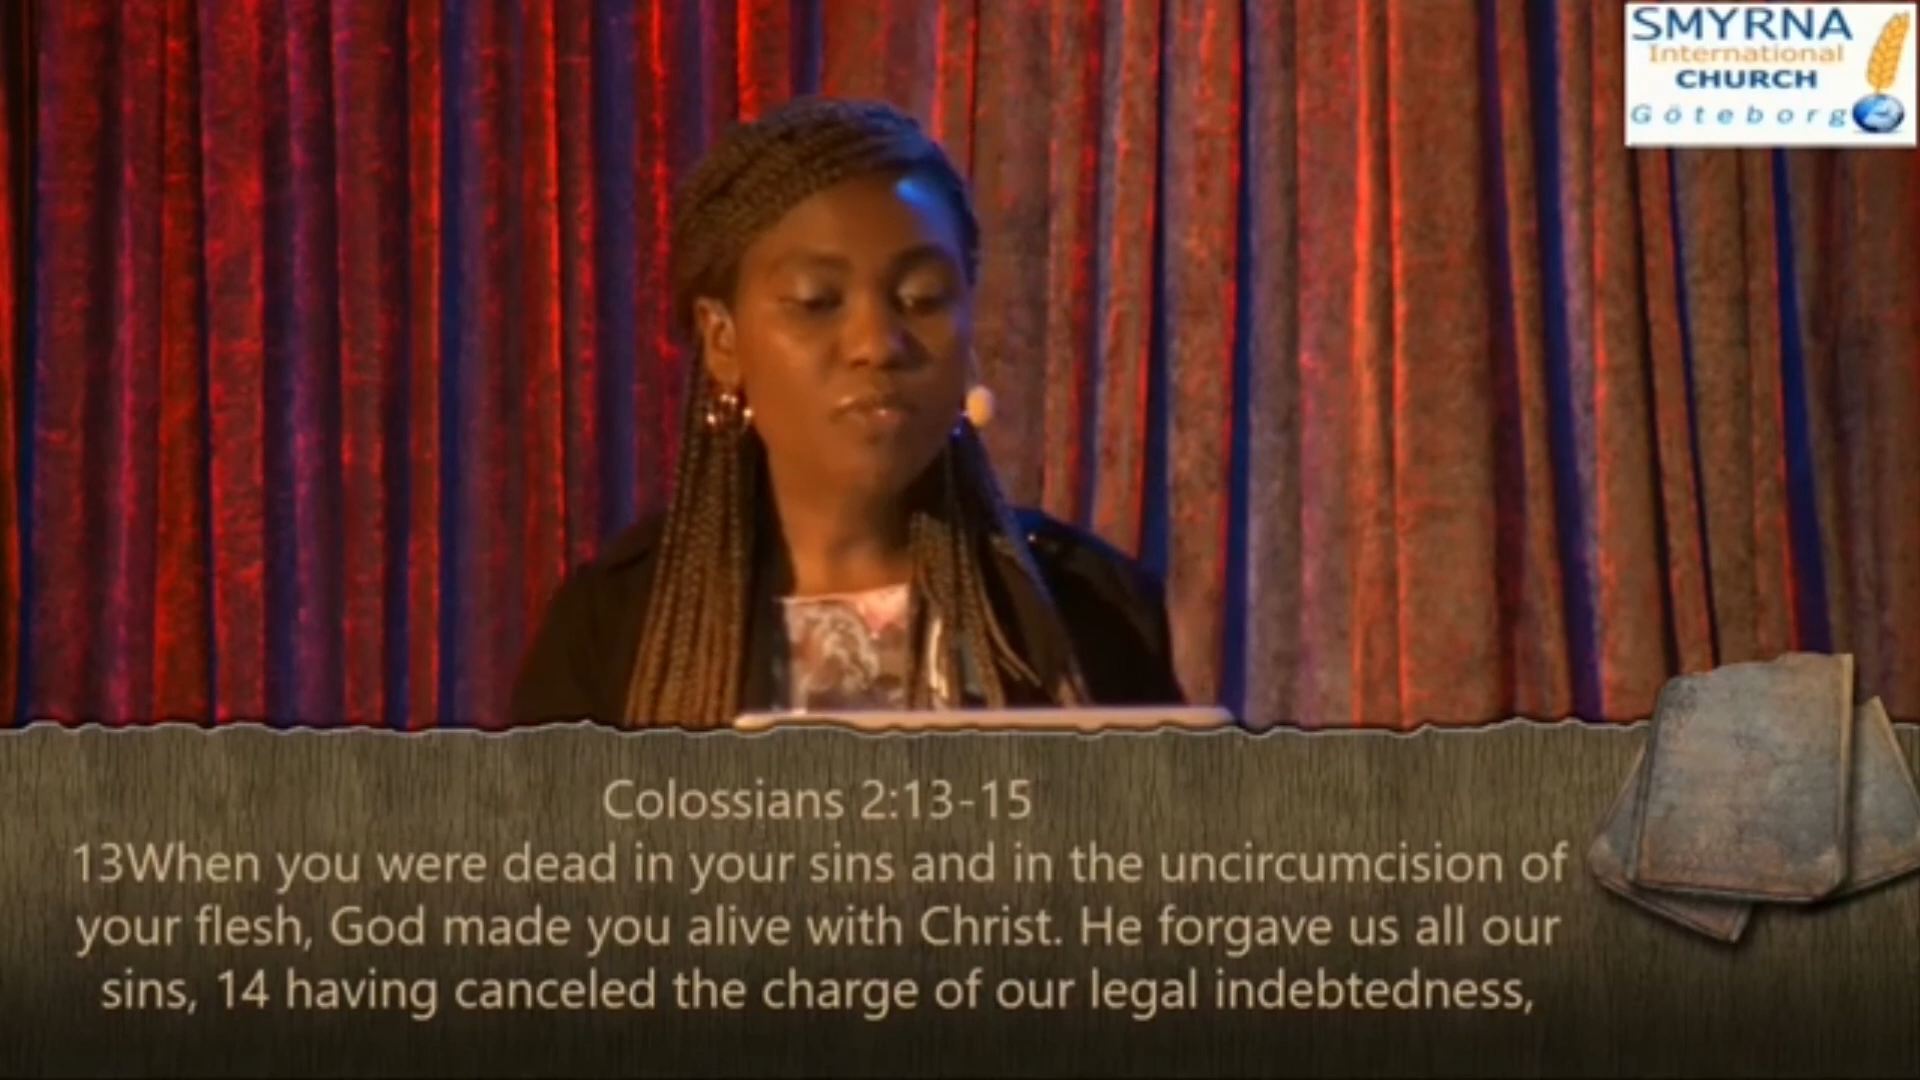 SMYRNA
International
CHURCH
Göteborg
Colossians 2:13-15
13When you were dead in your sins and in the uncircumcision of
your flesh, God made you alive with Christ. He forgave us all our
sins, 14 having canceled the charge of our legal indebtedness,